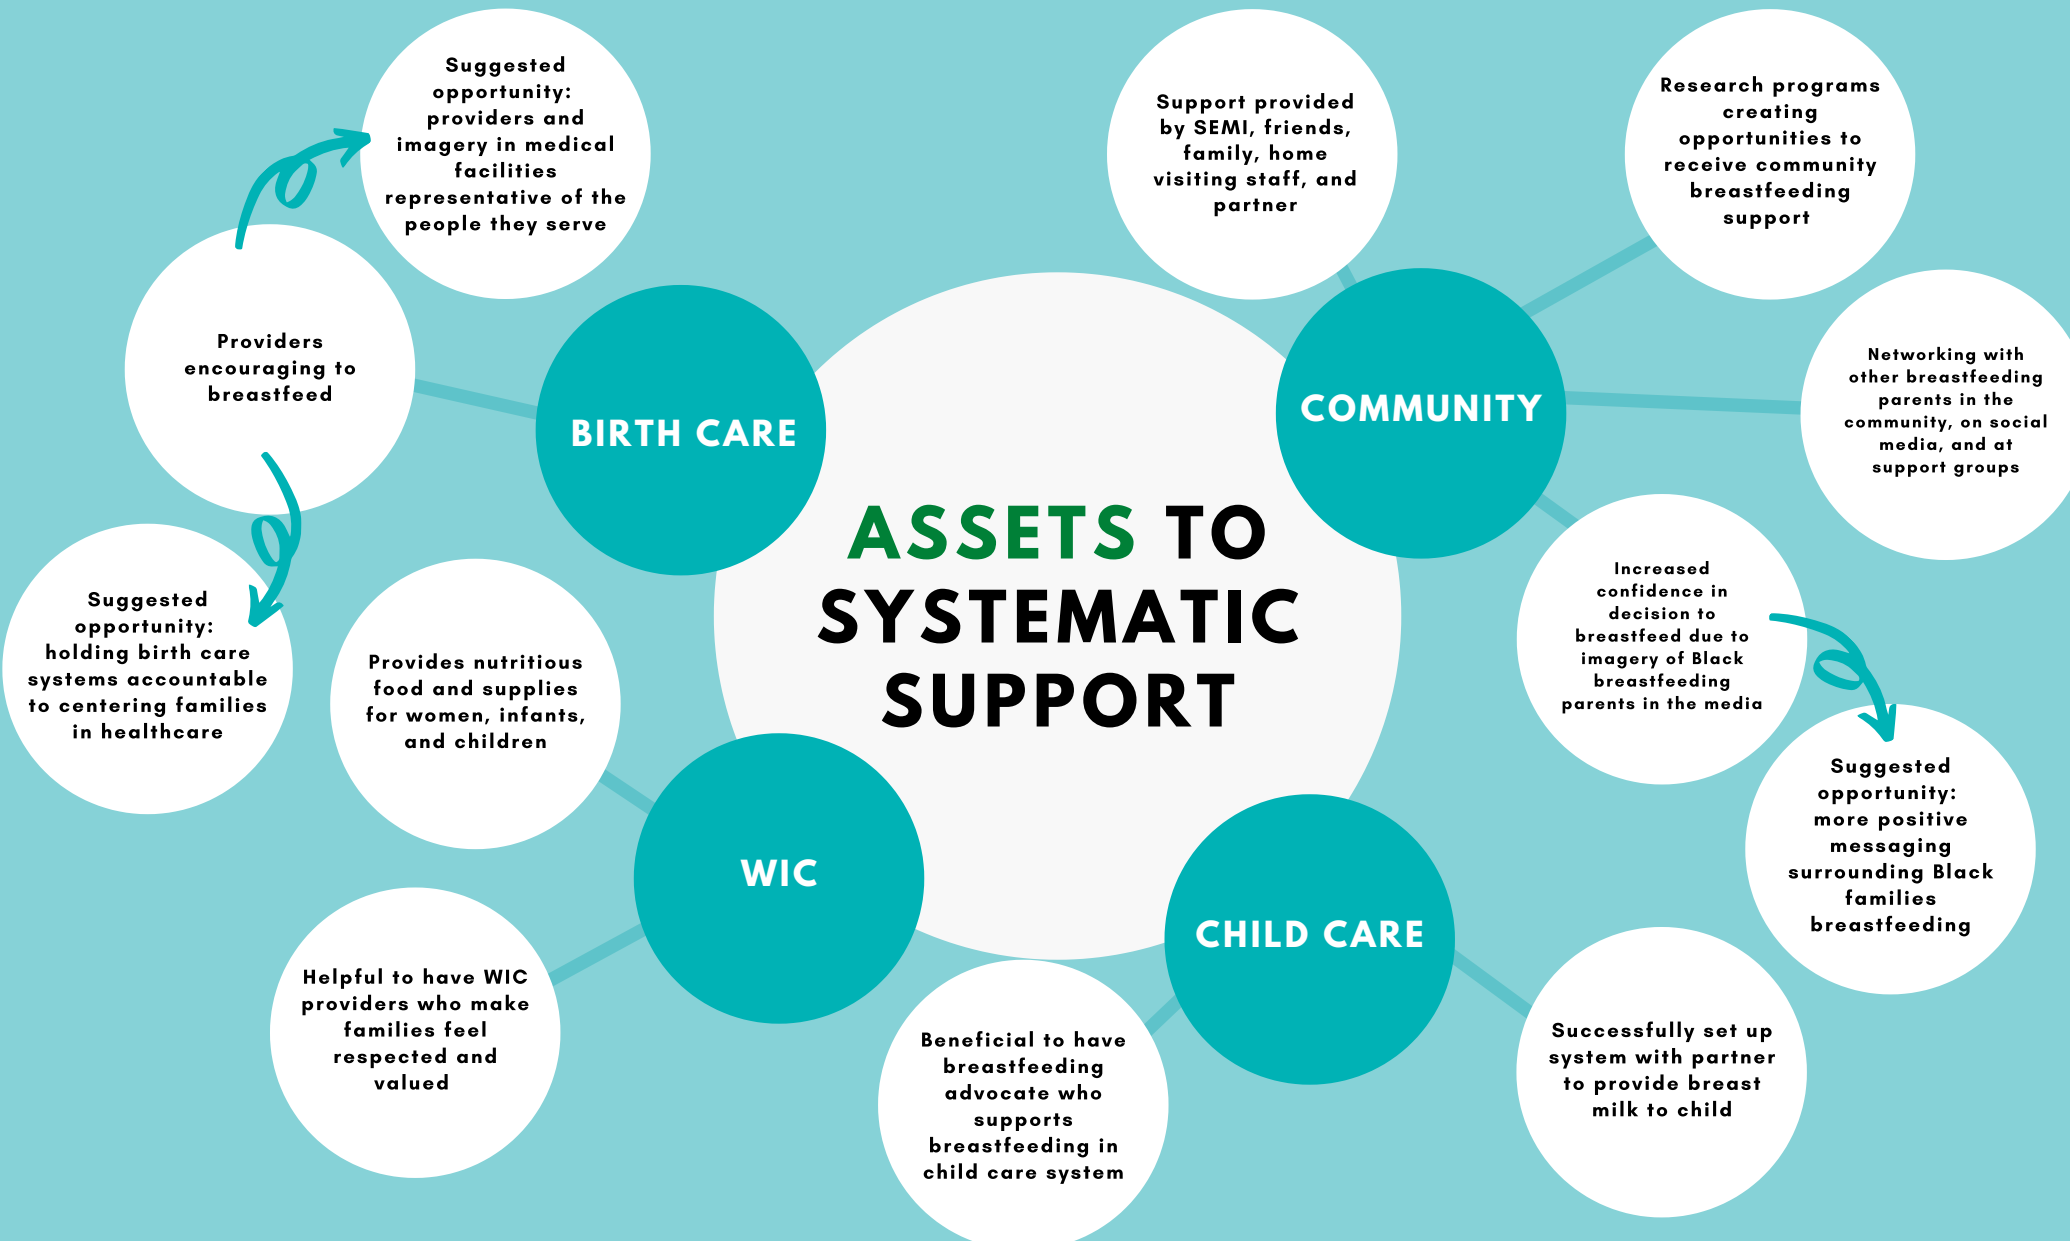 Suggested
opportunity:
providers and
imagery in medical
facilities
representative of the
people they serve
Providers
encouraging to
breastfeed
Suggested
opportunity:
holding birth care
systems accountable
to centering families
in healthcare
BIRTH CARE
Support provided
by SEMI, friends,
family, home
visiting staff, and
partner
Research programs
creating
opportunities to
receive community
breastfeeding
support
COMMUNITY
Networking with
other breastfeeding
parents in the
community, on social
media, and at
support groups
Increased
confidence in
decision to
breastfeed due to
imagery of Black
breastfeeding
parents in the media
Suggested
opportunity:
more positive
messaging
surrounding Black
families
breastfeeding
ASSETS TO
SYSTEMATIC
SUPPORT
Provides nutritious
food and supplies
for women, infants,
and children
WIC
Helpful to have WIC
providers who make
families feel
respected and
valued
CHILD CARE
Beneficial to have
breastfeeding
advocate who
supports
breastfeeding in
child care system
Successfully set up
system with partner
to provide breast
milk to child